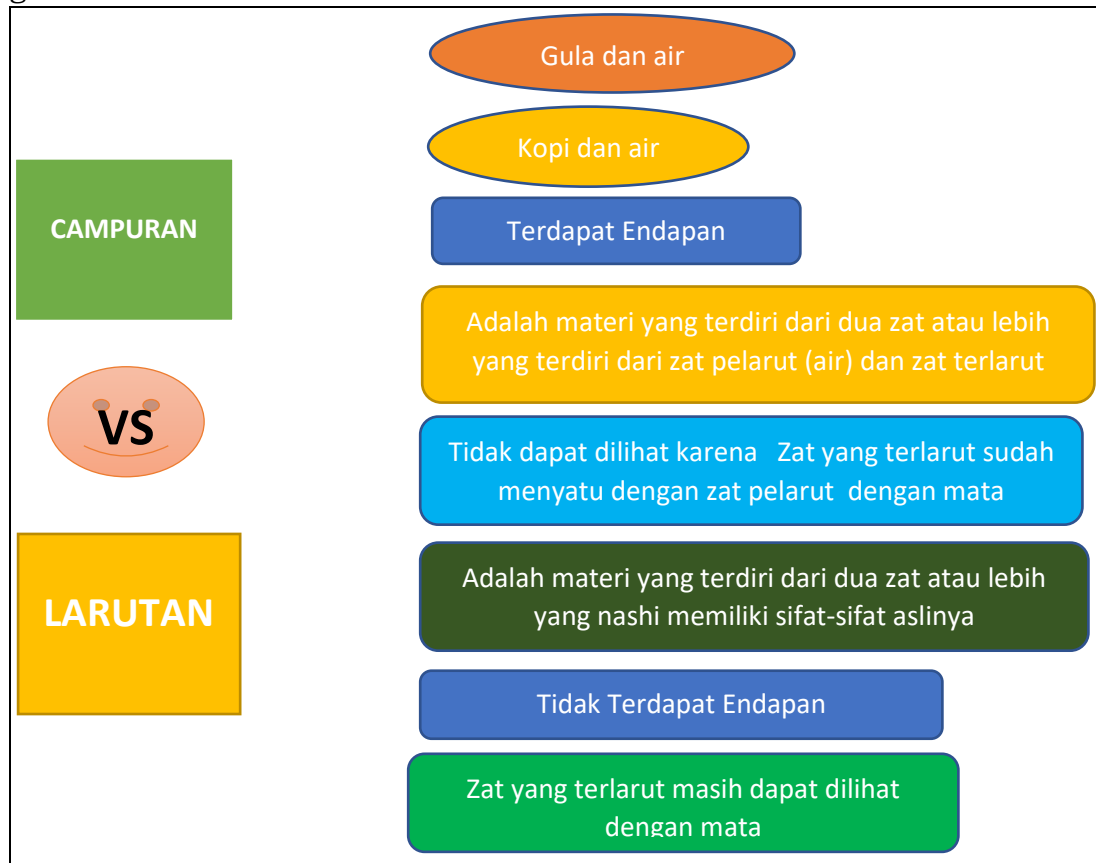 g
Gula dan air
Kopi dan air
CAMPURAN
Terdapat Endapan
Adalah materi yang terdiri dari dua zat atau lebih
yang terdiri dari zat pelarut (air) dan zat terlarut
VS
Tidak dapat dilihat karena   Zat yang terlarut sudah
menyatu dengan zat pelarut  dengan mata
LARUTAN
Adalah materi yang terdiri dari dua zat atau lebih
yang nashi memiliki sifat-sifat aslinya
Tidak Terdapat Endapan
Zat yang terlarut masih dapat dilihat
dengan mata